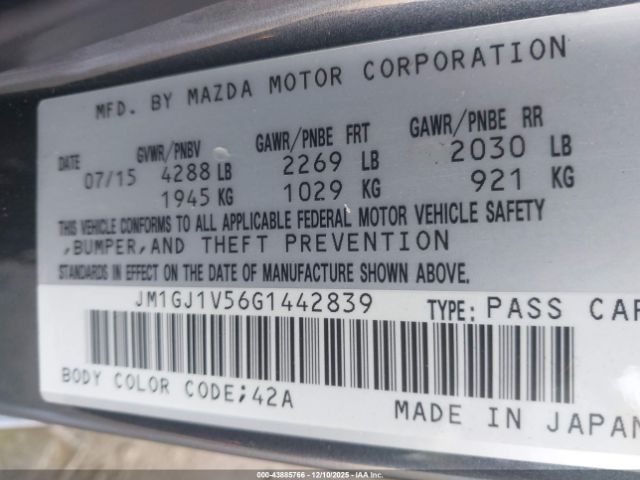 MFD. BY MAZDA MOTOR CORPORATION
DATE GVWR/PNBV GAWR/PNBE FRT GAWR/PNBE RR
07/15 4288 LB 2269 LB 2030 LB
1945 KG 1029 KG 921 KG
THIS VEHICLE CONFORMS TO ALL APPLICABLE FEDERAL MOTOR VEHICLE SAFETY
,BUMPER,AND THEFT PREVENTION
STANDARDS IN EFFECT ON THE DATE OF MANUFACTURE SHOWN ABOVE.
JM1GJ1V56G1442839 TYPE: PASS CAR
BODY COLOR CODE;42A
MADE IN JAPAN
© 000-43885766 | 12/10/2025 - IAAI.COM